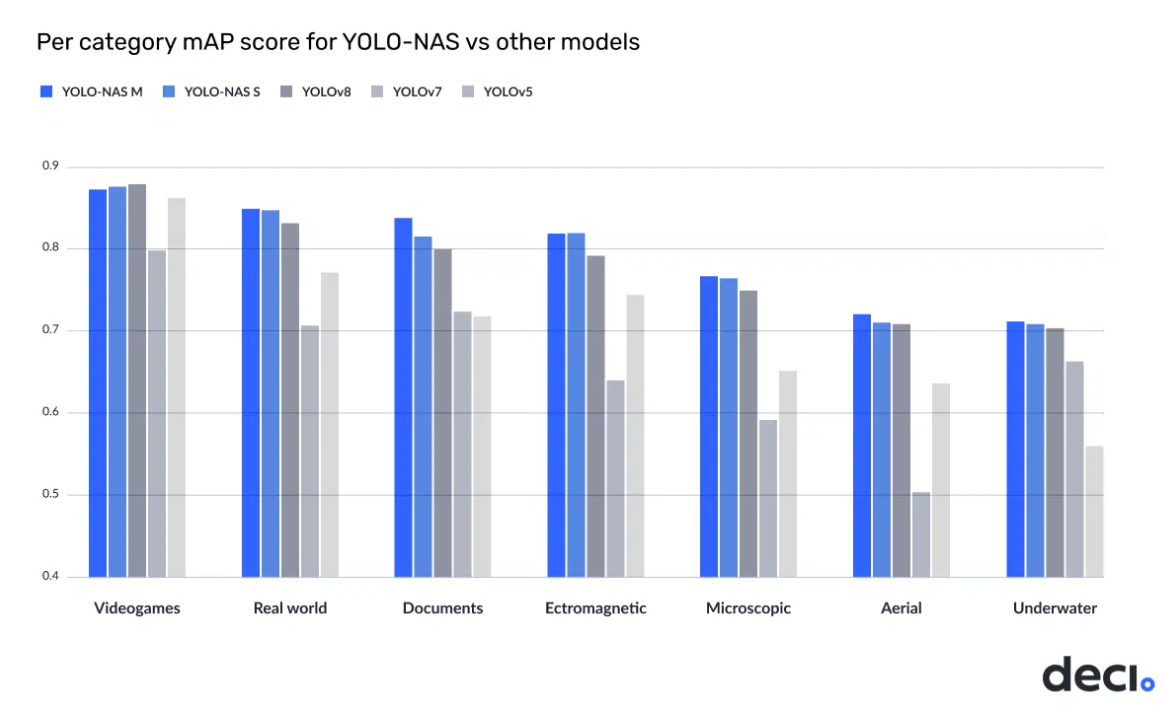 Per category mAP score for YOLO-NAS vs other models
YOLO-NAS M YOLO-NAS S YOLOv8 YOLOv7 YOLOv5
0.9
0.8
0.7
0.6
0.5
0.4
Videogames Real world Documents Ectromagnetic Microscopic Aerial Underwater
deci.